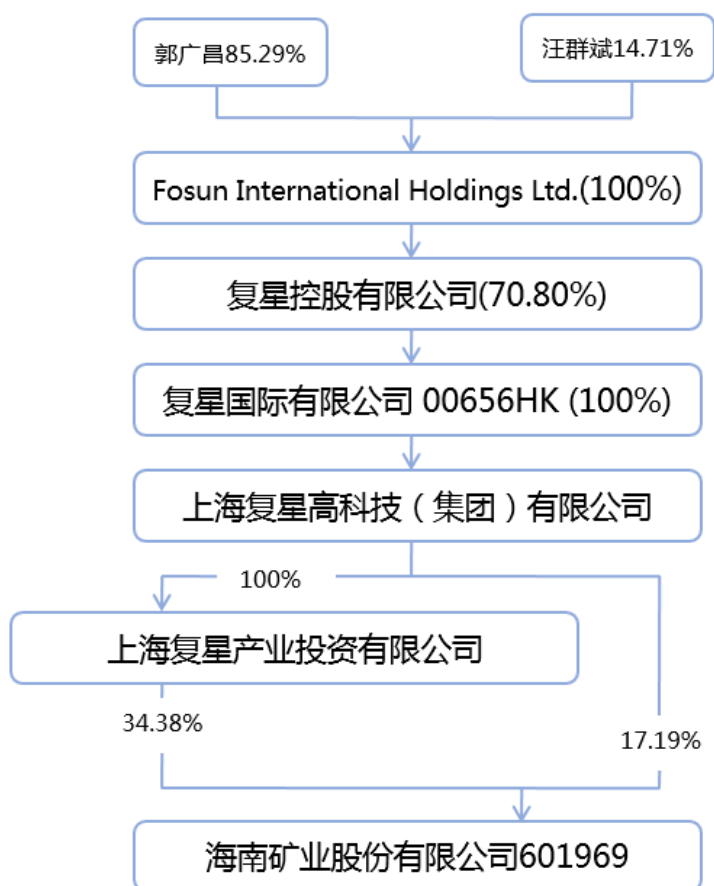 郭广昌85.29%
汪群斌14.71%
Fosun International Holdings Ltd.(100%)
复星控股有限公司(70.80%)
复星国际有限公司 00656HK (100%)
上海复星高科技（集团）有限公司
100%
上海复星产业投资有限公司
34.38%
17.19%
海南矿业股份有限公司601969